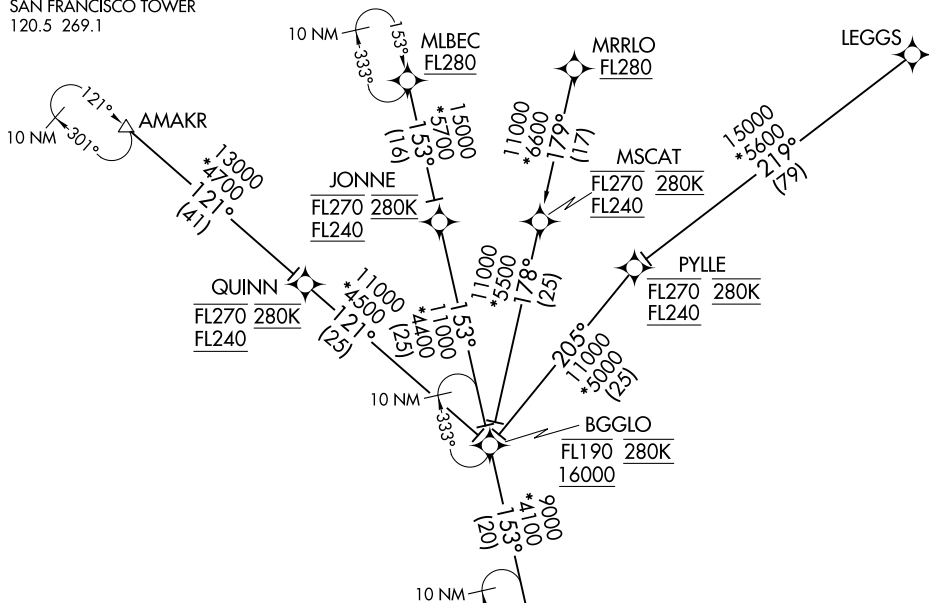 SAN FRANCISCO TOWER
120.5 269.1
10 NM
153°
333°
MLBEC
FL280
MRRLO
FL280
LEGGS
121°
301°
10 NM
AMAKR
13000
*4700
121°
(41)
15000
*5700
153°
(16)
11000
*6600
179°
(17)
15000
*5600
219°
(79)
JONNE
FL270 280K
FL240
MSCAT
FL270 280K
FL240
QUINN
FL270 280K
FL240
PYLLE
FL270 280K
FL240
11000
*4500
121°
(25)
153°
11000
*4400
(25)
11000
*5500
178°
(25)
205°
11000
*5000
(25)
10 NM
333°
BGGLO
FL190 280K
16000
9000
*4100
153°
(20)
10 NM